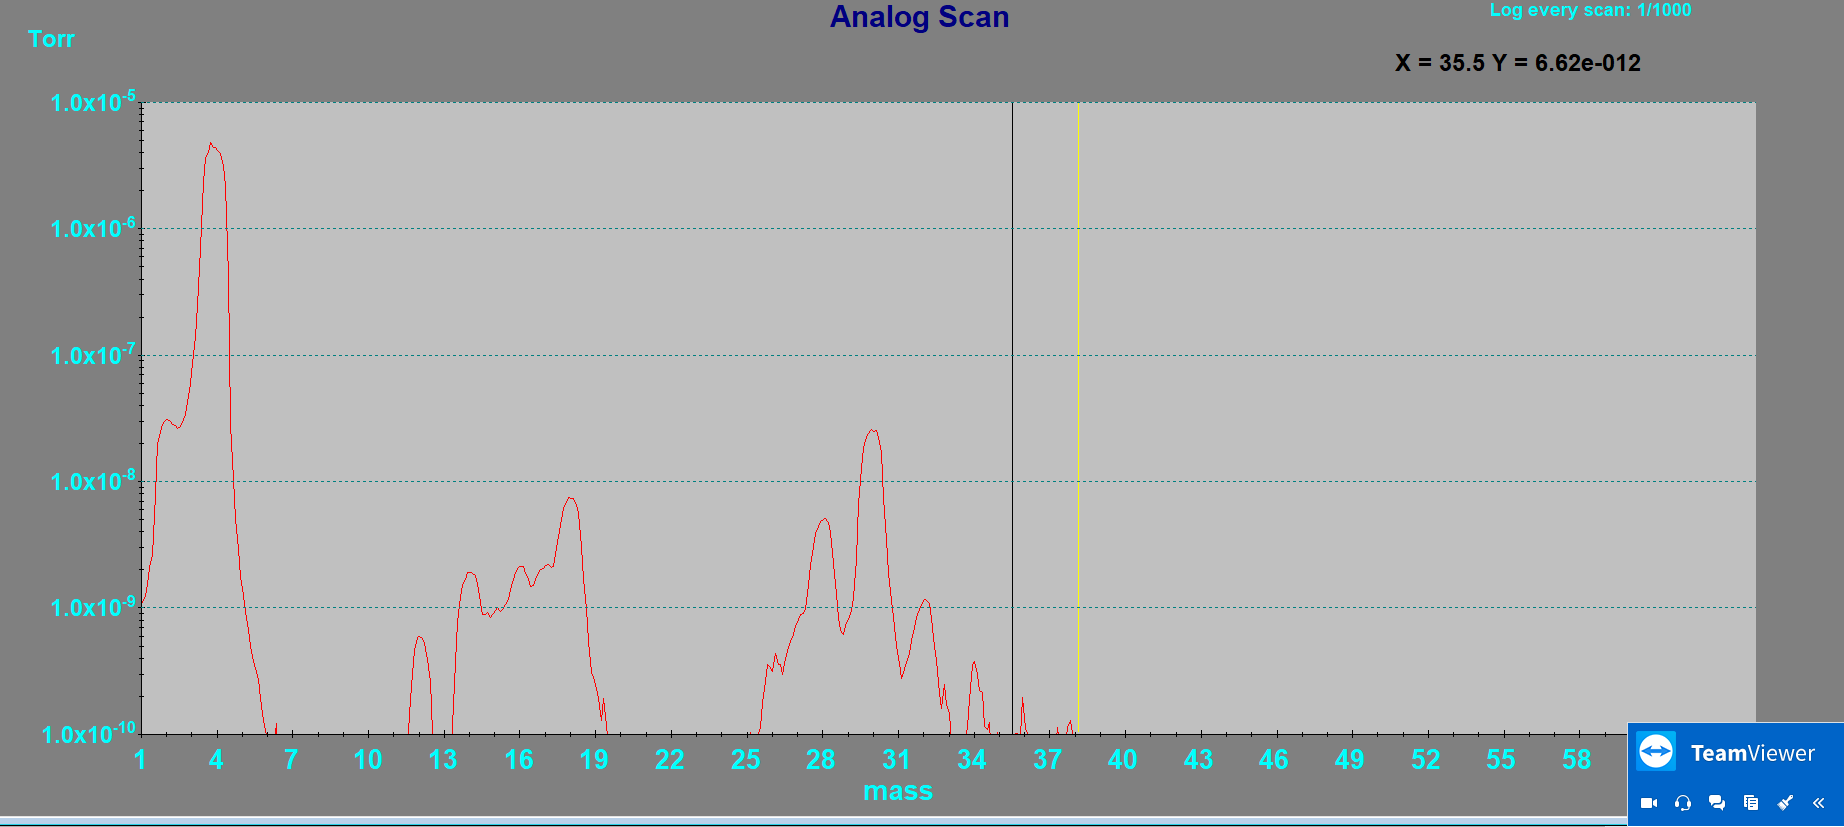 Analog Scan
Log every scan: 1/1000
Torr
X = 35.5 Y = 6.62e-012
1.0x10-5
1.0x10-6
1.0x10-7
1.0x10-8
1.0x10-9
1.0x10-10
1 4 7 10 13 16 19 22 25 28 31 34 37 40 43 46 49 52 55 58
mass
TeamViewer